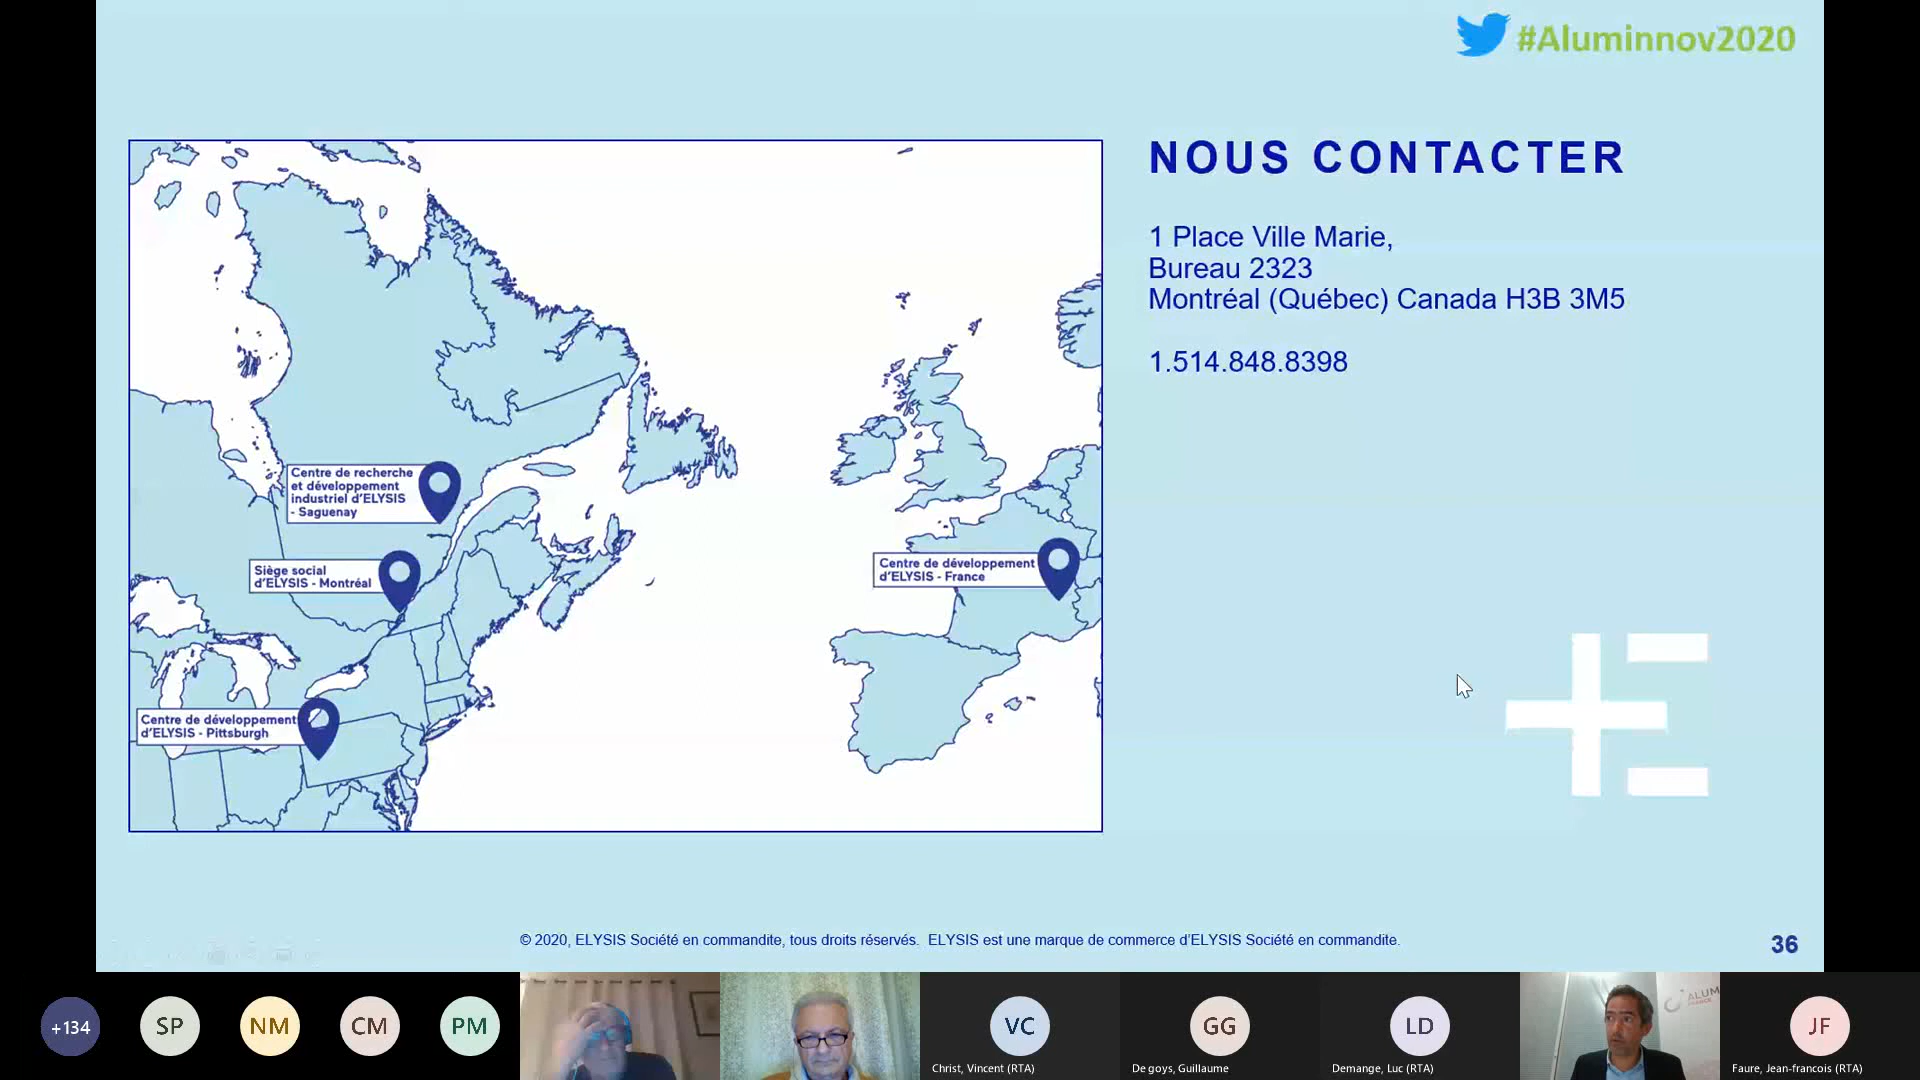 #Aluminnov2020
NOUS CONTACTER
1 Place Ville Marie,
Bureau 2323
Montréal (Québec) Canada H3B 3M5
1.514.848.8398
Centre de recherche
et développement
industriel d'ELYSIS
- Saguenay
Siège social
d'ELYSIS - Montréal
Centre de développement
d'ELYSIS - France
Centre de développement
d'ELYSIS - Pittsburgh
© 2020, ELYSIS Société en commandite, tous droits réservés. ELYSIS est une marque de commerce d'ELYSIS Société en commandite.
36
+134
SP
NM
CM
PM
VC
Christ, Vincent (RTA)
GG
De goys, Guillaume
LD
Demange, Luc (RTA)
ALUM
JF
Faure, Jean-francois (RTA)